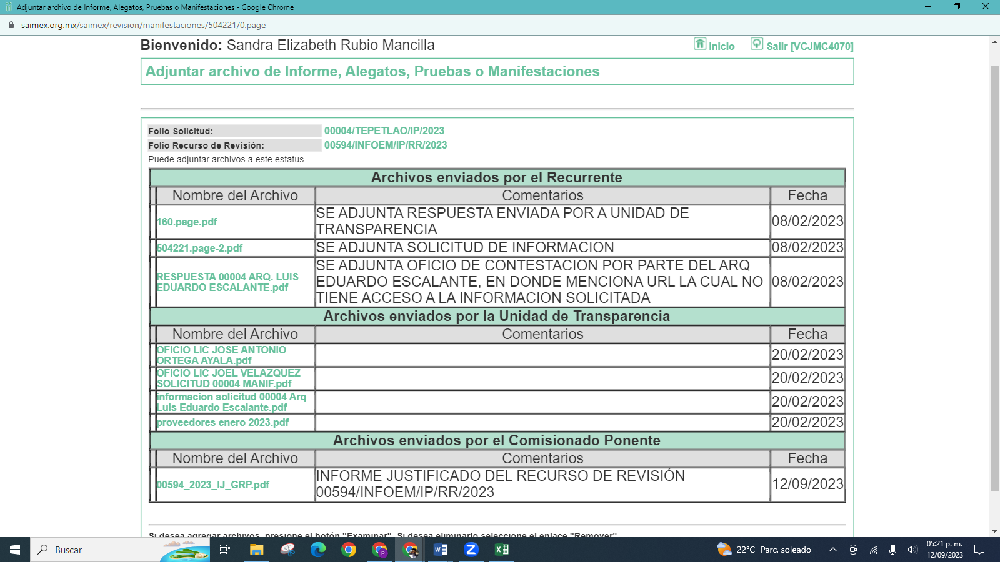 Adjuntar archivo de Informe, Alegatos, Pruebas o Manifestaciones - Google Chrome
saimex.org.mx/saimex/revision/manifestaciones/504221/0.page
Bienvenido: Sandra Elizabeth Rubio Mancilla
Inicio
Salir [VCJMC4070]
Adjuntar archivo de Informe, Alegatos, Pruebas o Manifestaciones
Folio Solicitud: 00004/TEPETLAO/IP/2023
Folio Recurso de Revisión: 00594/INFOEM/IP/RR/2023
Puede adjuntar archivos a este estatus
Archivos enviados por el Recurrente
Nombre del Archivo Comentarios Fecha
160.page.pdf
SE ADJUNTA RESPUESTA ENVIADA POR A UNIDAD DE
TRANSPARENCIA
08/02/2023
504221.page-2.pdf SE ADJUNTA SOLICITUD DE INFORMACION 08/02/2023
RESPUESTA 00004 ARQ. LUIS
EDUARDO ESCALANTE.pdf
SE ADJUNTA OFICIO DE CONTESTACION POR PARTE DEL ARQ
EDUARDO ESCALANTE, EN DONDE MENCIONA URL LA CUAL NO
TIENE ACCESO A LA INFORMACION SOLICITADA
08/02/2023
Archivos enviados por la Unidad de Transparencia
Nombre del Archivo Comentarios Fecha
OFICIO LIC JOSE ANTONIO
ORTEGA AYALA.pdf
20/02/2023
OFICIO LIC JOEL VELAZQUEZ
SOLICITUD 00004 MANIF.pdf
20/02/2023
informacion solicitud 00004 Arq
Luis Eduardo Escalante.pdf
20/02/2023
proveedores enero 2023.pdf 20/02/2023
Archivos enviados por el Comisionado Ponente
Nombre del Archivo Comentarios Fecha
00594_2023_IJ_GRP.pdf
INFORME JUSTIFICADO DEL RECURSO DE REVISIÓN
00594/INFOEM/IP/RR/2023
12/09/2023
Si desea agregar archivos, presione el botón "Examinar". Si desea eliminarlo seleccione el enlace "Remover"
Buscar
22°C Parc. soleado
05:21 p. m.
12/09/2023